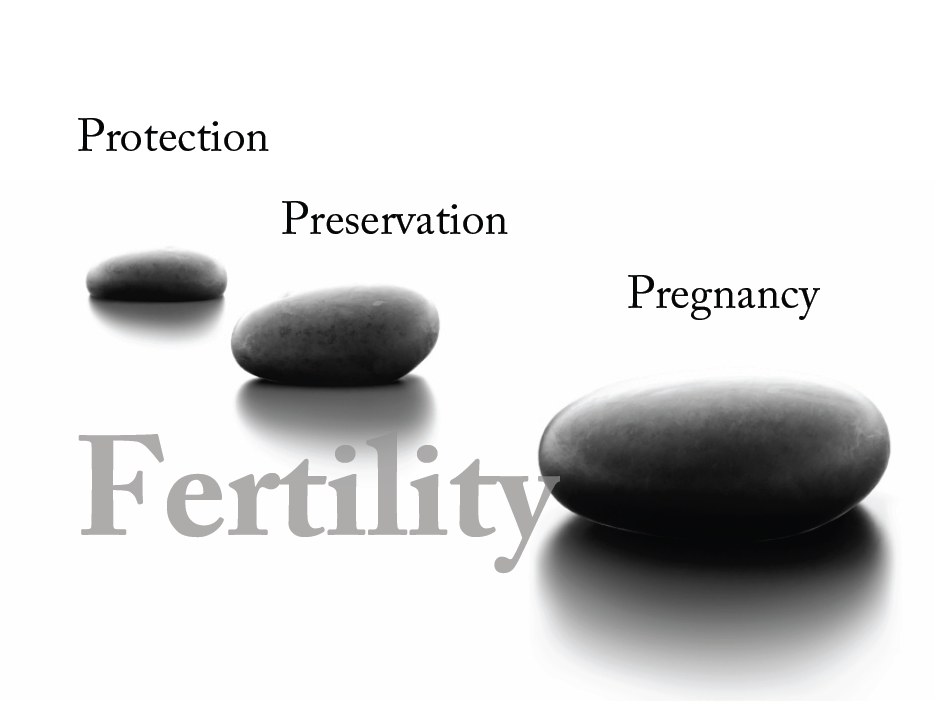 Protection
Preservation
Pregnancy
Fertility